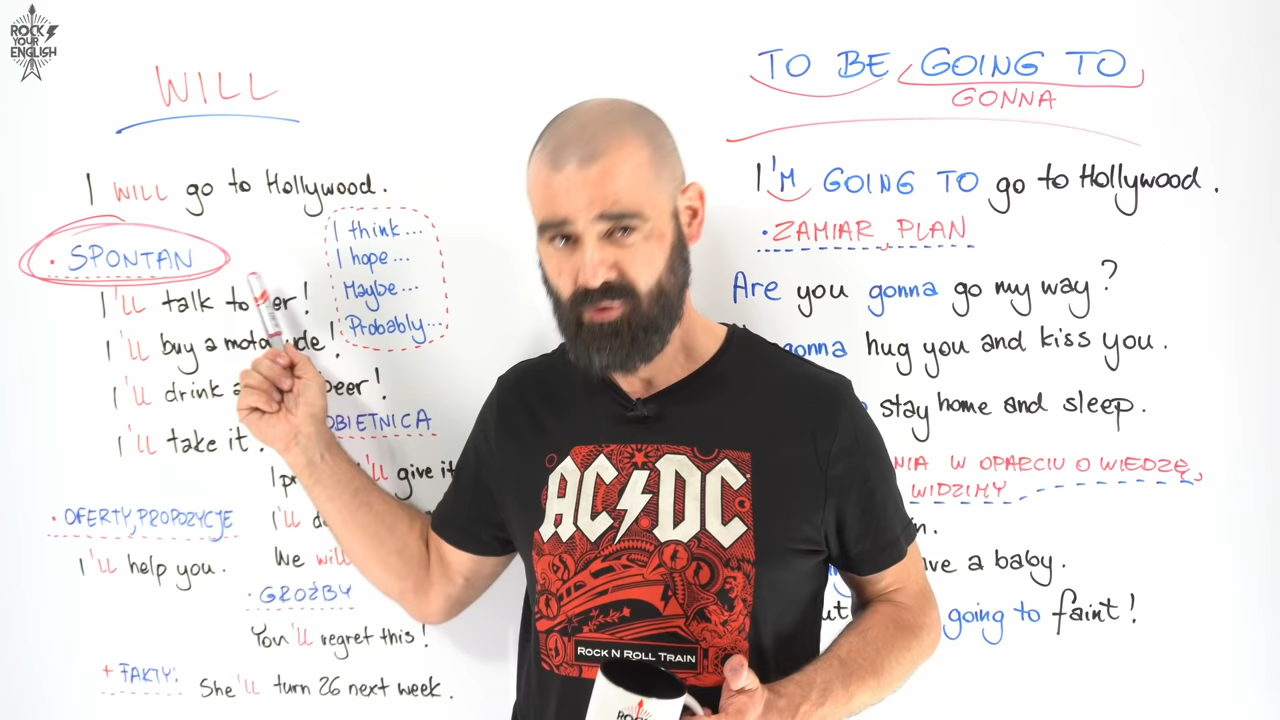 ROCK
YOUR
ENGLISH
WILL
I WILL go to Hollywood.
• SPONTAN
I'll talk to er!
I'll buy a moto
I'll drink beer!
I'll take it.
I think...
I hope...
Maybe...
Probably...
OBIETNICA
'll give it
I'll
We will
• OFERTY, PROPOZYCJE
I'll help you.
• GROŹBY
You'll regret this!
+ FAKTY:
She'll turn 26 next week.
TO BE GOING TO
GONNA
I'M GOING TO go to Hollywood.
• ZAMIAR, PLAN
Are you gonna go my way?
gonna hug you and kiss you.
stay home and sleep.
NIA W OPARCIU O WIEDZĘ,
WIDZIMY
have a baby.
going to faint!
AC DC
ROCK N ROLL TRAIN
ROCK